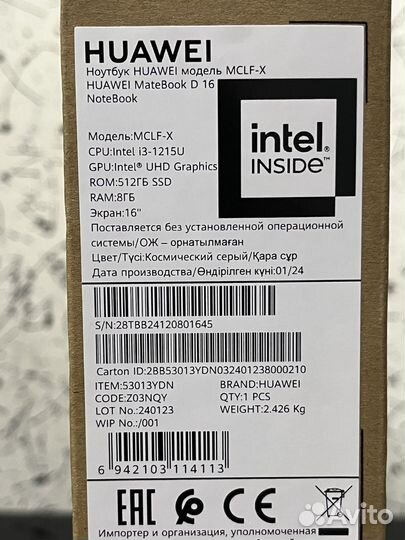 HUAWEI
Ноутбук HUAWEI модель MCLF-X
HUAWEI MateBook D 16
NoteBook
intel
INSIDE™
Модель:MCLF-X
CPU:Intel i3-1215U
GPU:Intel® UHD Graphics
ROM:512ГБ SSD
RAM:8ГБ
Экран:16"
Поставляется без установленной операционной
системы/ОЖ – орнатылмаған
Цвет/Түсі:Космический серый/Қара сұр
Дата производства/Өндірілген күні:01/24
S/N:28TBB24120801645
Carton ID:2BB53013YDN032401238000210
ITEM:53013YDN
BRAND:HUAWEI
CODE:Z03NQY
QTY:1 PCS
LOT No.:240123
WEIGHT:2.426 Kg
WIP No.:/001
6 942103 114113
EAC
CE
Импортер и организация, уполномоченная
Avito